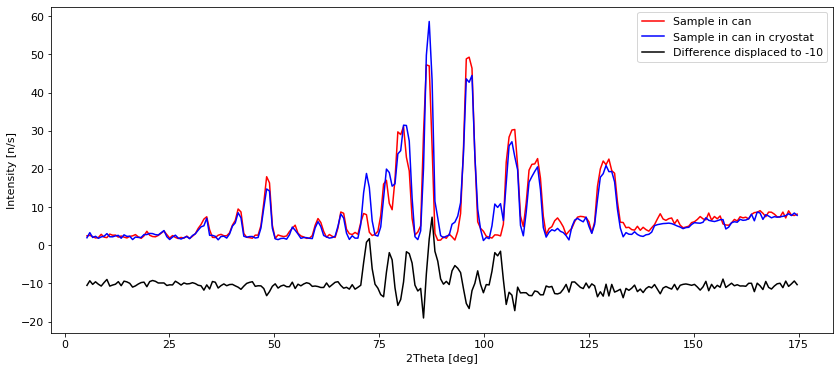 60
50
40
30
20
10
0
−10
−20
Intensity [n/s]
Sample in can
Sample in can in cryostat
Difference displaced to -10
0 25 50 75 100 125 150 175
2Theta [deg]